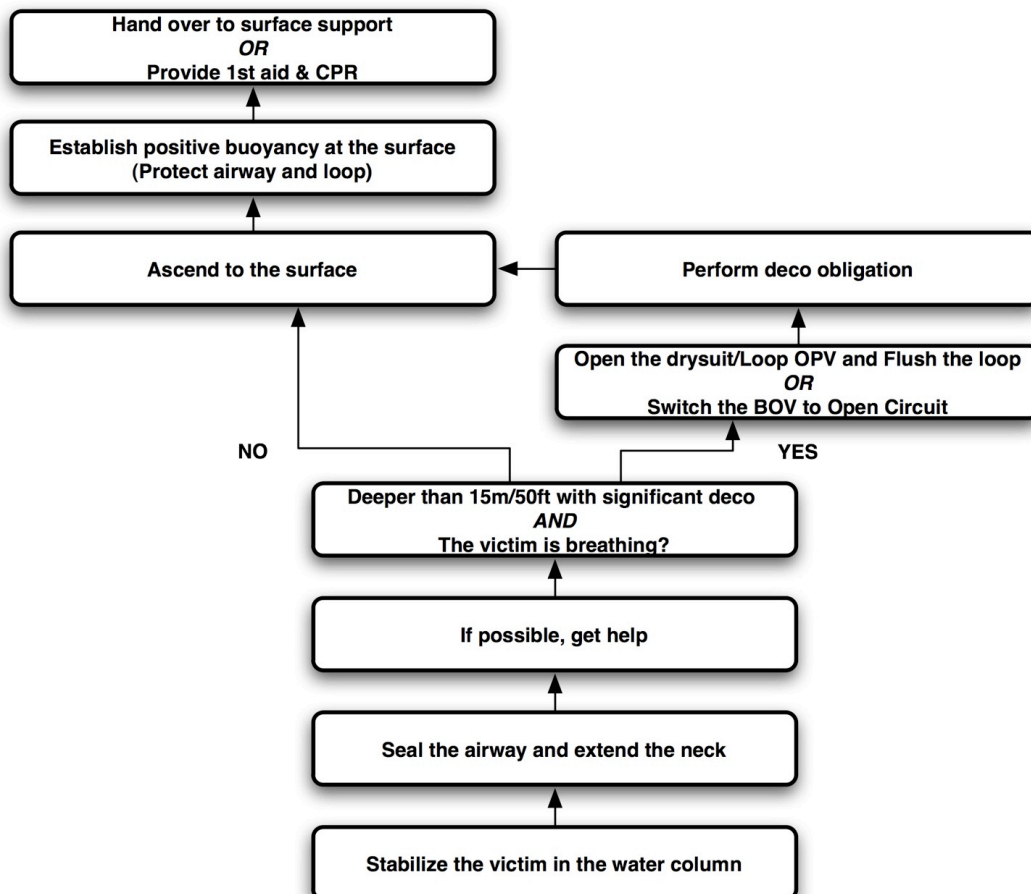 Hand over to surface support
OR
Provide 1st aid & CPR
Establish positive buoyancy at the surface
(Protect airway and loop)
Ascend to the surface
Perform deco obligation
Open the drysuit/Loop OPV and Flush the loop
OR
Switch the BOV to Open Circuit
NO
YES
Deeper than 15m/50ft with significant deco
AND
The victim is breathing?
If possible, get help
Seal the airway and extend the neck
Stabilize the victim in the water column